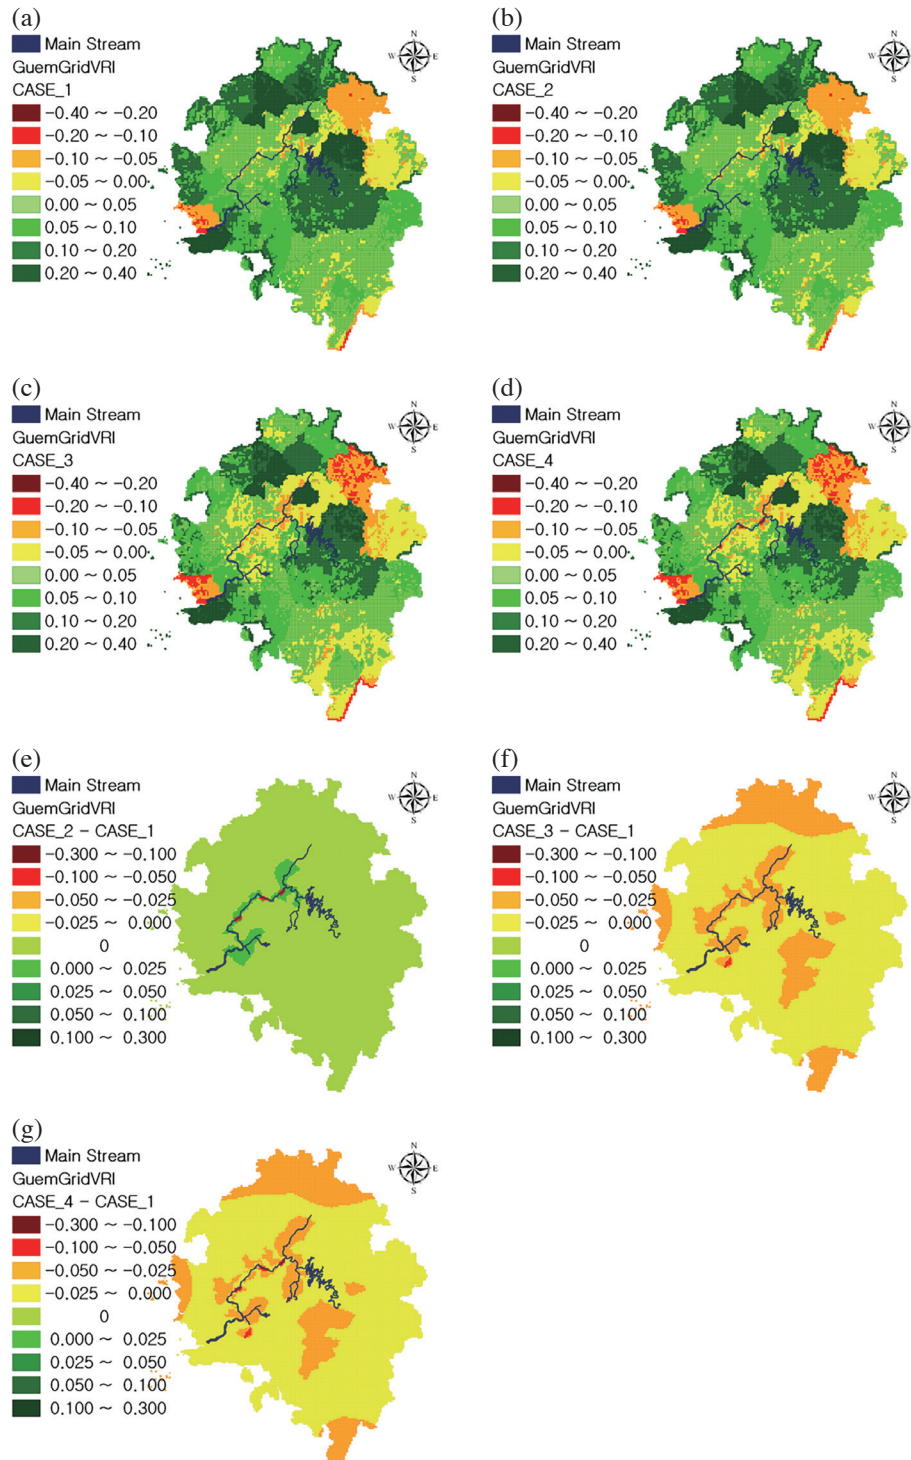 (a)
Main Stream
GuemGridVRI
CASE_1
-0.40 ~ -0.20
-0.20 ~ -0.10
-0.10 ~ -0.05
-0.05 ~ 0.00
0.00 ~ 0.05
0.05 ~ 0.10
0.10 ~ 0.20
0.20 ~ 0.40
N
W E
S
(b)
Main Stream
GuemGridVRI
CASE_2
-0.40 ~ -0.20
-0.20 ~ -0.10
-0.10 ~ -0.05
-0.05 ~ 0.00
0.00 ~ 0.05
0.05 ~ 0.10
0.10 ~ 0.20
0.20 ~ 0.40
N
W E
S
(c)
Main Stream
GuemGridVRI
CASE_3
-0.40 ~ -0.20
-0.20 ~ -0.10
-0.10 ~ -0.05
-0.05 ~ 0.00
0.00 ~ 0.05
0.05 ~ 0.10
0.10 ~ 0.20
0.20 ~ 0.40
N
W E
S
(d)
Main Stream
GuemGridVRI
CASE_4
-0.40 ~ -0.20
-0.20 ~ -0.10
-0.10 ~ -0.05
-0.05 ~ 0.00
0.00 ~ 0.05
0.05 ~ 0.10
0.10 ~ 0.20
0.20 ~ 0.40
N
W E
S
(e)
Main Stream
GuemGridVRI
CASE_2 - CASE_1
-0.300 ~ -0.100
-0.100 ~ -0.050
-0.050 ~ -0.025
-0.025 ~ 0.000
0
0.000 ~ 0.025
0.025 ~ 0.050
0.050 ~ 0.100
0.100 ~ 0.300
N
W E
S
(f)
Main Stream
GuemGridVRI
CASE_3 - CASE_1
-0.300 ~ -0.100
-0.100 ~ -0.050
-0.050 ~ -0.025
-0.025 ~ 0.000
0
0.000 ~ 0.025
0.025 ~ 0.050
0.050 ~ 0.100
0.100 ~ 0.300
N
W E
S
(g)
Main Stream
GuemGridVRI
CASE_4 - CASE_1
-0.300 ~ -0.100
-0.100 ~ -0.050
-0.050 ~ -0.025
-0.025 ~ 0.000
0
0.000 ~ 0.025
0.025 ~ 0.050
0.050 ~ 0.100
0.100 ~ 0.300
N
W E
S